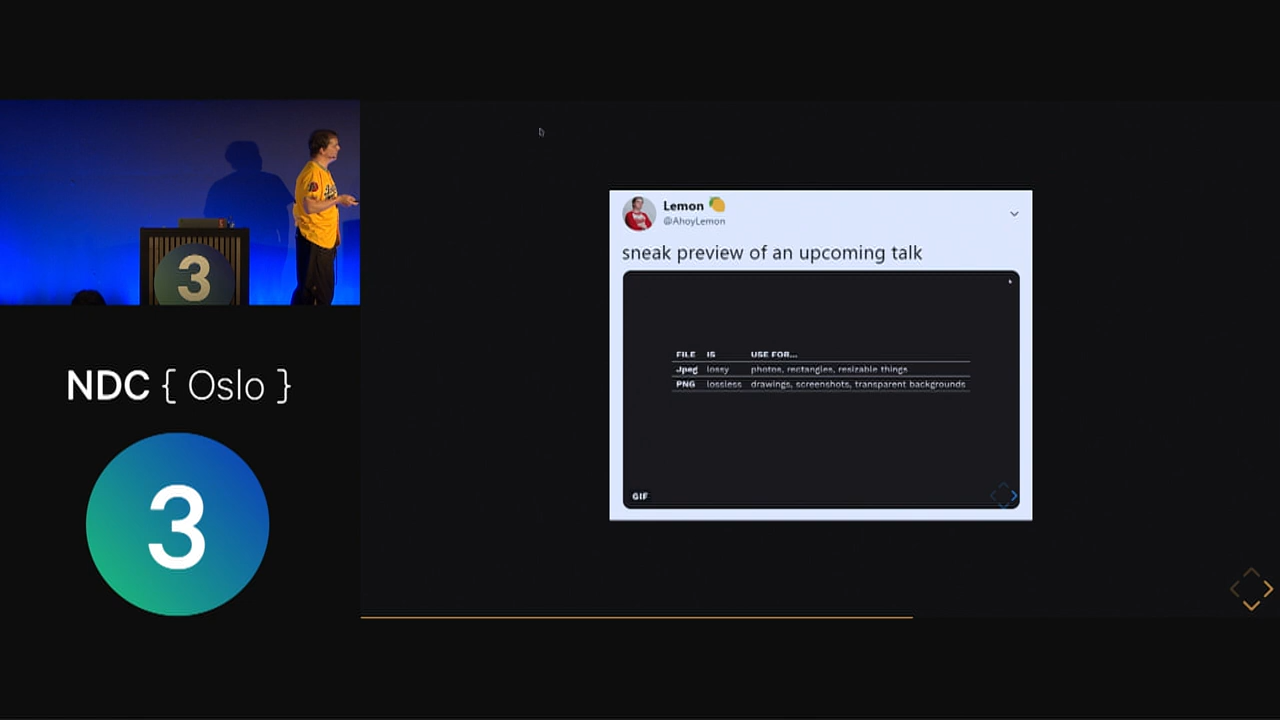 3
NDC { Oslo }
3
Lemon 🍋
@AhoyLemon
sneak preview of an upcoming talk
FILE IS USE FOR...
Jpeg lossy photos, rectangles, resizable things
PNG lossless drawings, screenshots, transparent backgrounds
GIF